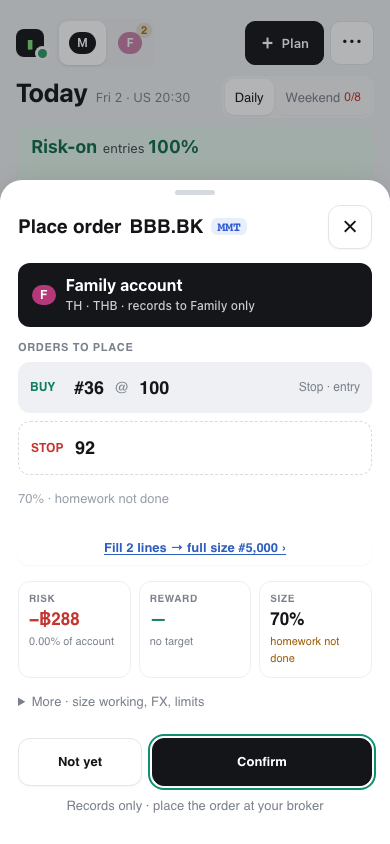 M
F
2
+ Plan
•••
Today Fri 2 · US 20:30
Daily
Weekend 0/8
Risk-on entries 100%
Place order BBB.BK MMT
✕
F
Family account
TH · THB · records to Family only
ORDERS TO PLACE
BUY #36 @ 100 Stop · entry
STOP 92
70% · homework not done
Fill 2 lines → full size #5,000 ›
RISK
−฿288
0.00% of account
REWARD
—
no target
SIZE
70%
homework not
done
▶ More · size working, FX, limits
Not yet
Confirm
Records only · place the order at your broker